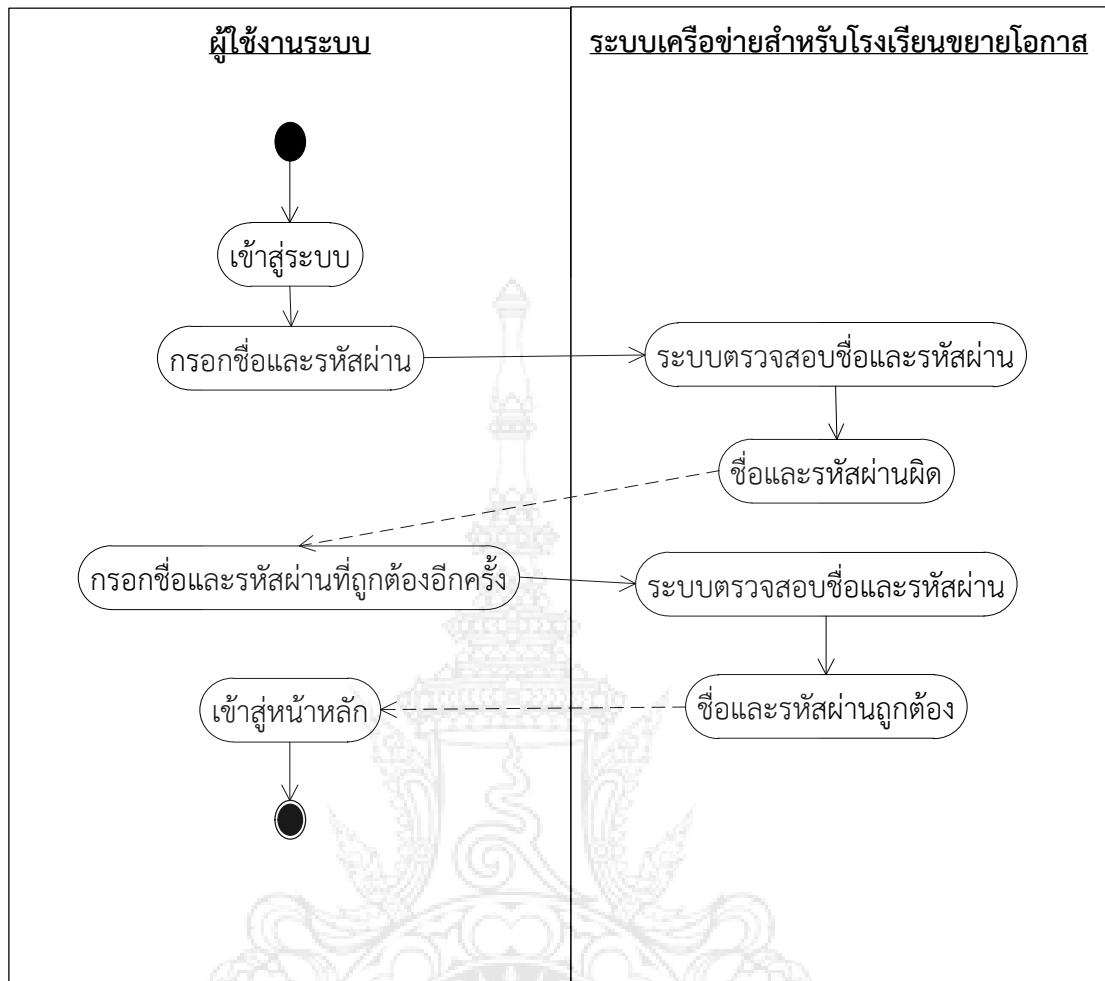 ผู้ใช้งานระบบ
ระบบเครือข่ายสำหรับโรงเรียนขยายโอกาส
เข้าสู่ระบบ
กรอกชื่อและรหัสผ่าน
ระบบตรวจสอบชื่อและรหัสผ่าน
ชื่อและรหัสผ่านผิด
กรอกชื่อและรหัสผ่านที่ถูกต้องอีกครั้ง
ระบบตรวจสอบชื่อและรหัสผ่าน
ชื่อและรหัสผ่านถูกต้อง
เข้าสู่หน้าหลัก